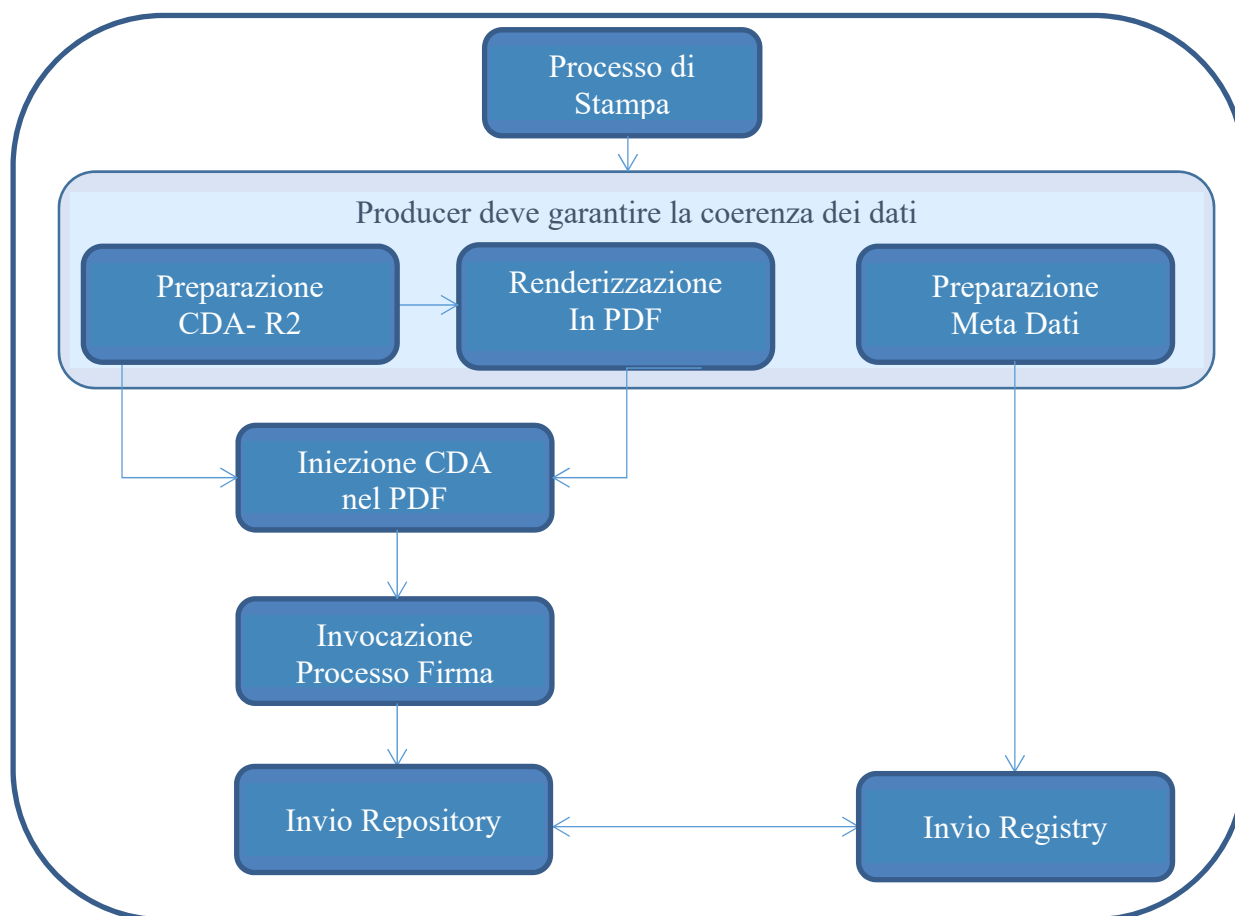 Processo di
Stampa
Producer deve garantire la coerenza dei dati
Preparazione
CDA- R2
Renderizzazione
In PDF
Preparazione
Meta Dati
Iniezione CDA
nel PDF
Invocazione
Processo Firma
Invio Repository
Invio Registry